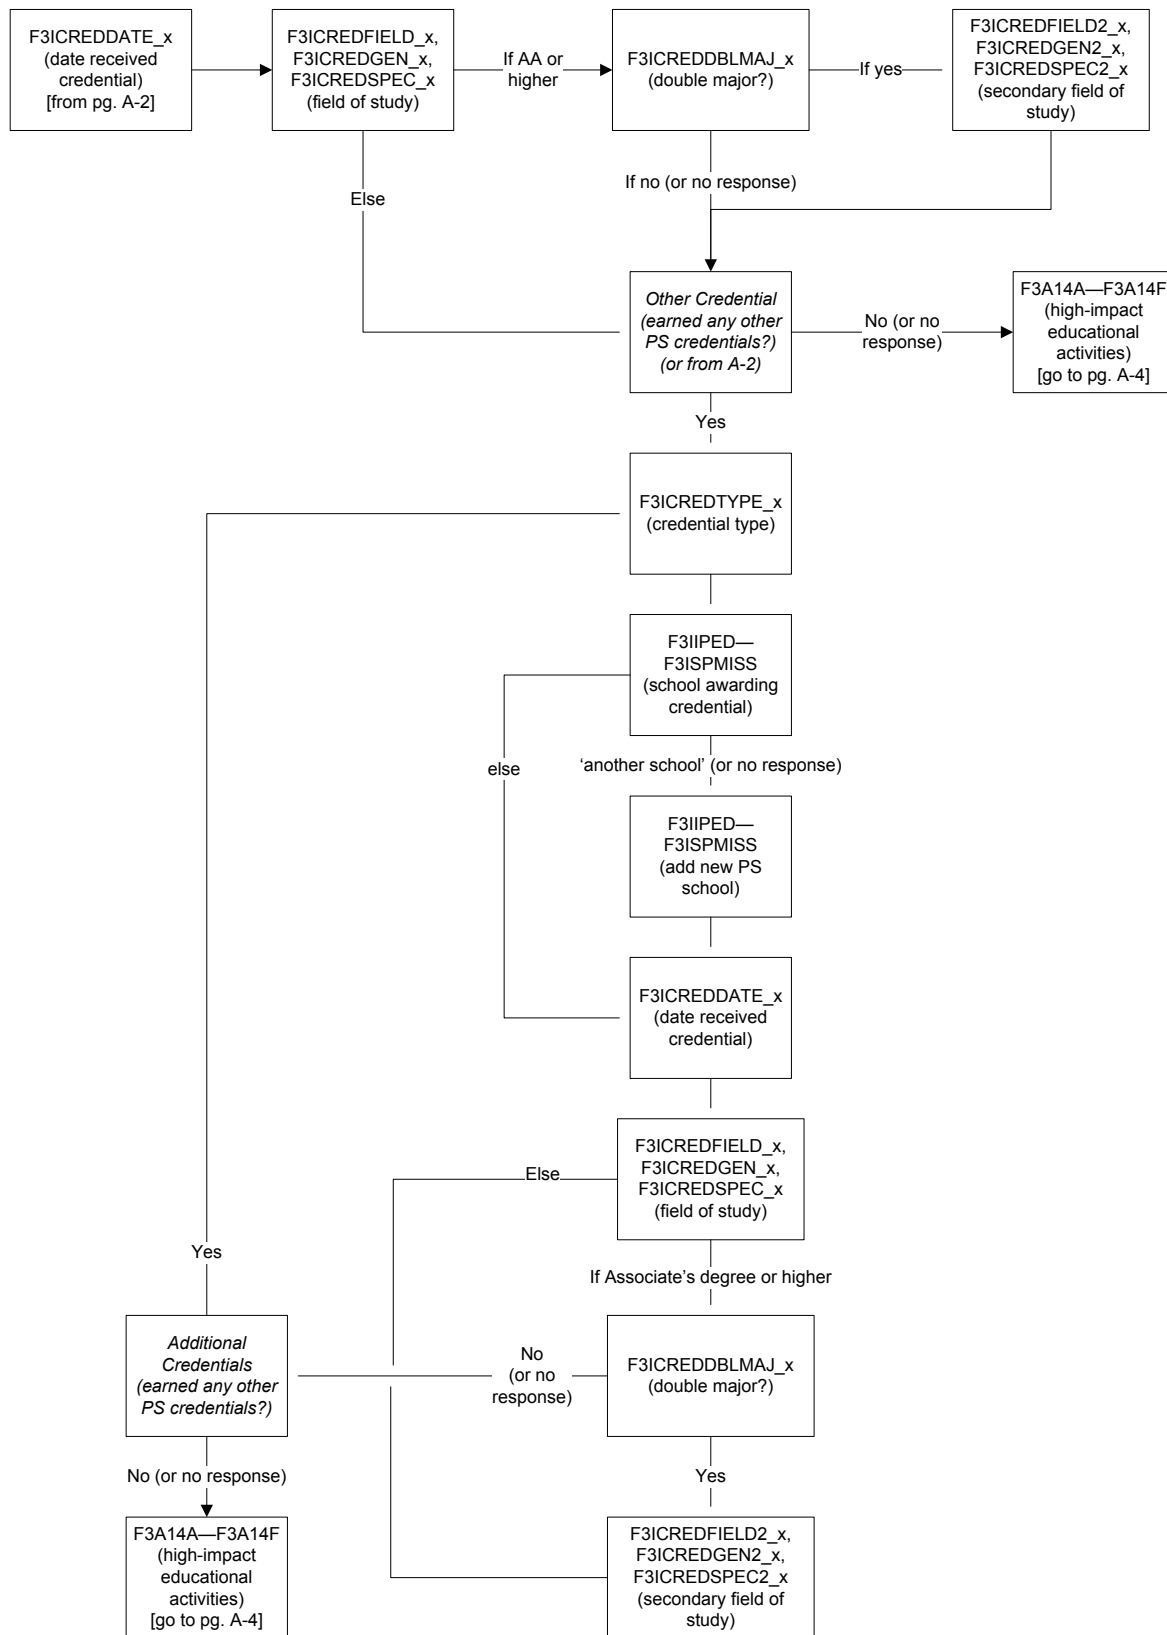 F3ICREDDATE_x
(date received
credential)
[from pg. A-2]
F3ICREDFIELD_x,
F3ICREDGEN_x,
F3ICREDSPEC_x
(field of study)
If AA or
higher
F3ICREDDBLMAJ_x
(double major?)
If yes
F3ICREDFIELD2_x,
F3ICREDGEN2_x,
F3ICREDSPEC2_x
(secondary field of
study)
Else
If no (or no response)
Other Credential
(earned any other
PS credentials?)
(or from A-2)
No (or no
response)
F3A14A—F3A14F
(high-impact
educational
activities)
[go to pg. A-4]
Yes
F3ICREDTYPE_x
(credential type)
F3IIPED—
F3ISPMISS
(school awarding
credential)
else
‘another school’ (or no response)
F3IIPED—
F3ISPMISS
(add new PS
school)
F3ICREDDATE_x
(date received
credential)
F3ICREDFIELD_x,
F3ICREDGEN_x,
F3ICREDSPEC_x
(field of study)
Else
Yes
If Associate’s degree or higher
Additional
Credentials
(earned any other
PS credentials?)
No
(or no
response)
F3ICREDDBLMAJ_x
(double major?)
No (or no response)
Yes
F3A14A—F3A14F
(high-impact
educational
activities)
[go to pg. A-4]
F3ICREDFIELD2_x,
F3ICREDGEN2_x,
F3ICREDSPEC2_x
(secondary field of
study)